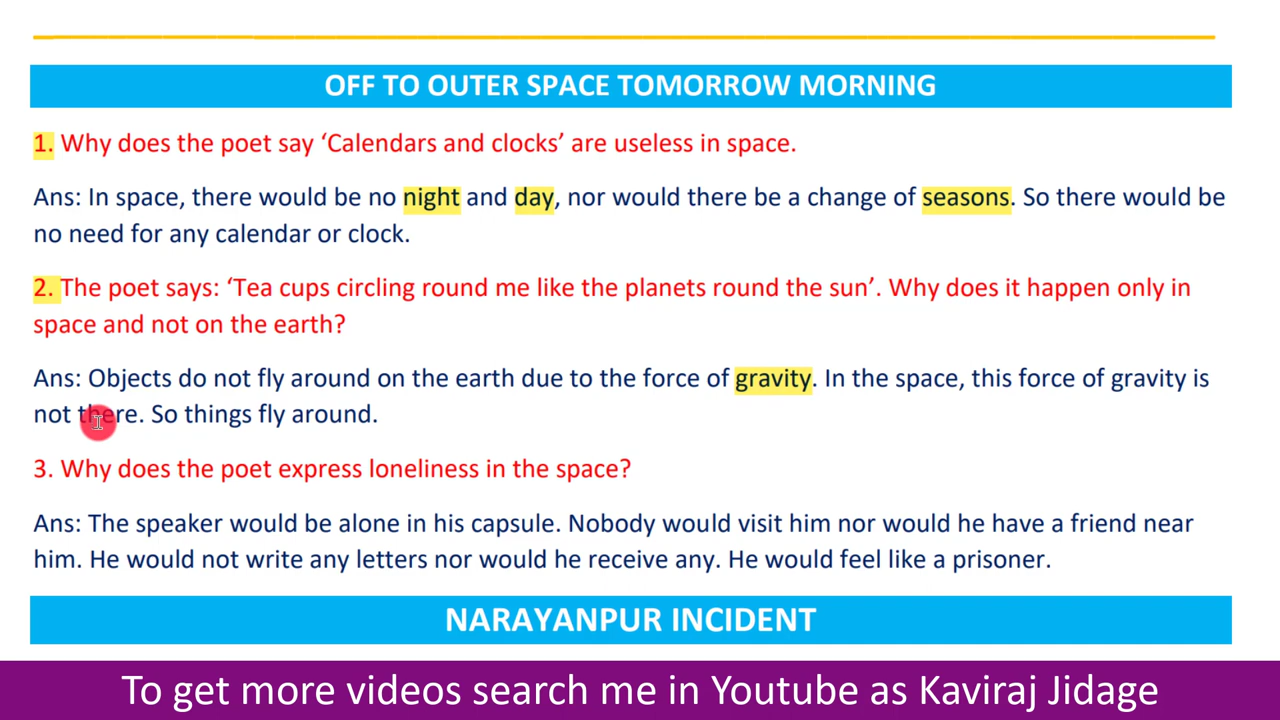 OFF TO OUTER SPACE TOMORROW MORNING
1. Why does the poet say ‘Calendars and clocks’ are useless in space.
Ans: In space, there would be no night and day, nor would there be a change of seasons. So there would be
no need for any calendar or clock.
2. The poet says: ‘Tea cups circling round me like the planets round the sun’. Why does it happen only in
space and not on the earth?
Ans: Objects do not fly around on the earth due to the force of gravity. In the space, this force of gravity is
not there. So things fly around.
3. Why does the poet express loneliness in the space?
Ans: The speaker would be alone in his capsule. Nobody would visit him nor would he have a friend near
him. He would not write any letters nor would he receive any. He would feel like a prisoner.
NARAYANPUR INCIDENT
To get more videos search me in Youtube as Kaviraj Jidage